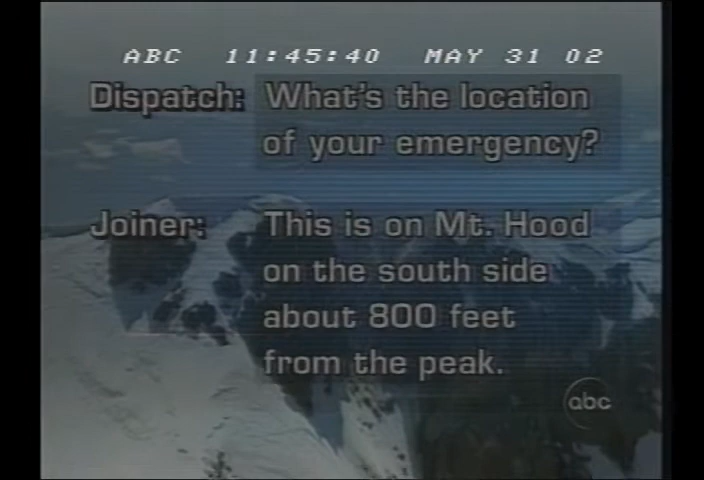 ABC 11:45:40 MAY 31 02
Dispatch: What's the location
of your emergency?
Joiner: This is on Mt. Hood
on the south side
about 800 feet
from the peak.
abc